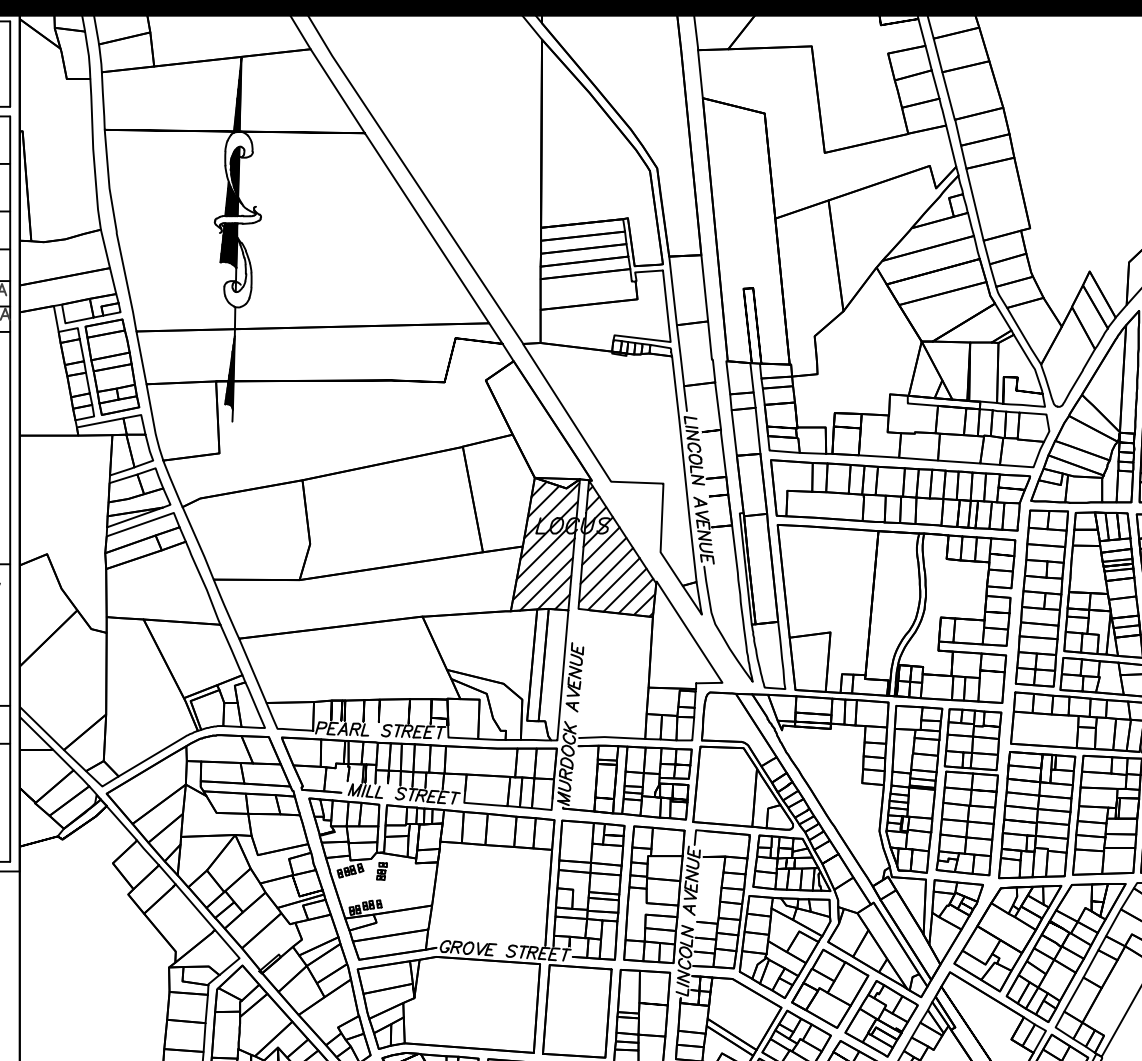 A
A
LINCOLN AVENUE
LOCUS
MURDOCK AVENUE
PEARL STREET
MILL STREET
LINCOLN AVENUE
GROVE STREET